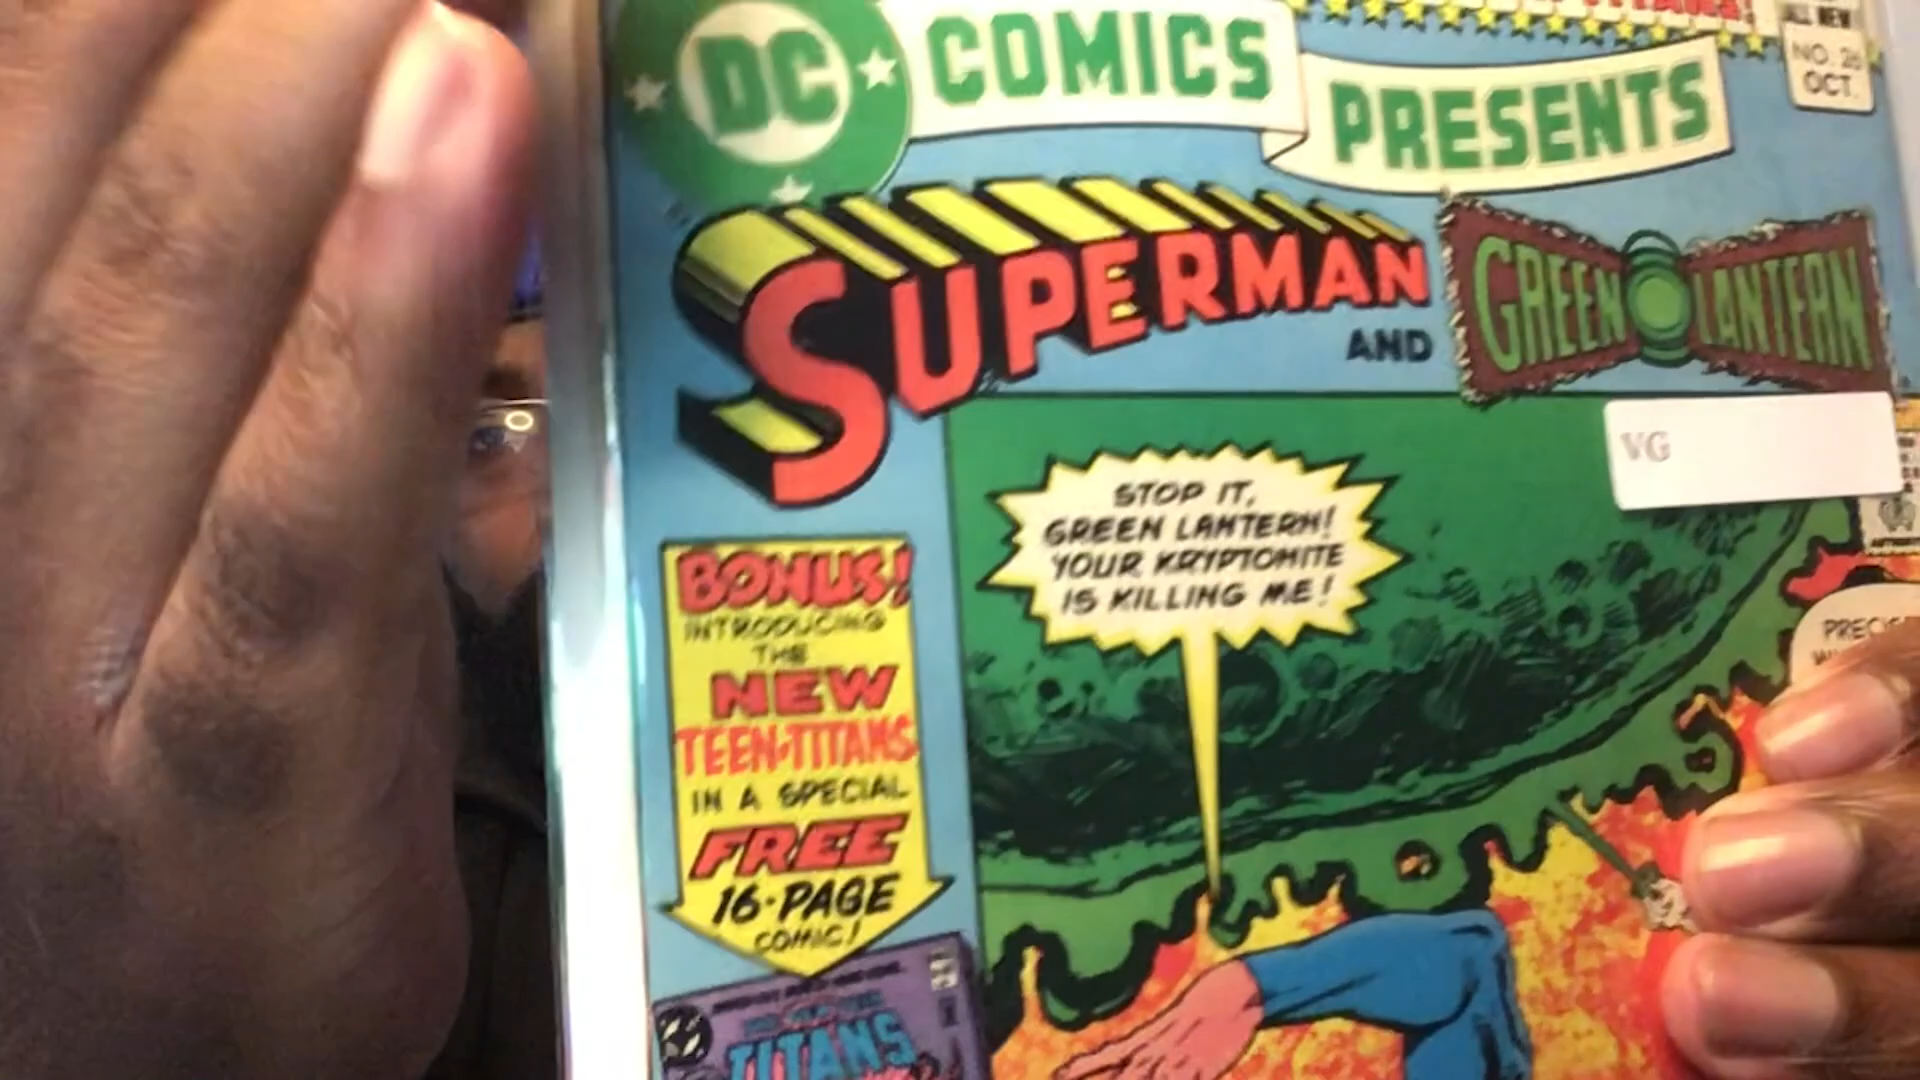 DC COMICS PRESENTS
ALL NEW
NO. 26
OCT.
SUPERMAN
AND
GREEN LANTERN
VG
STOP IT,
GREEN LANTERN!
YOUR KRYPTONITE
IS KILLING ME!
BONUS!
INTRODUCING
THE
NEW
TEEN-TITANS
IN A SPECIAL
FREE
16-PAGE
COMIC!
TITANS